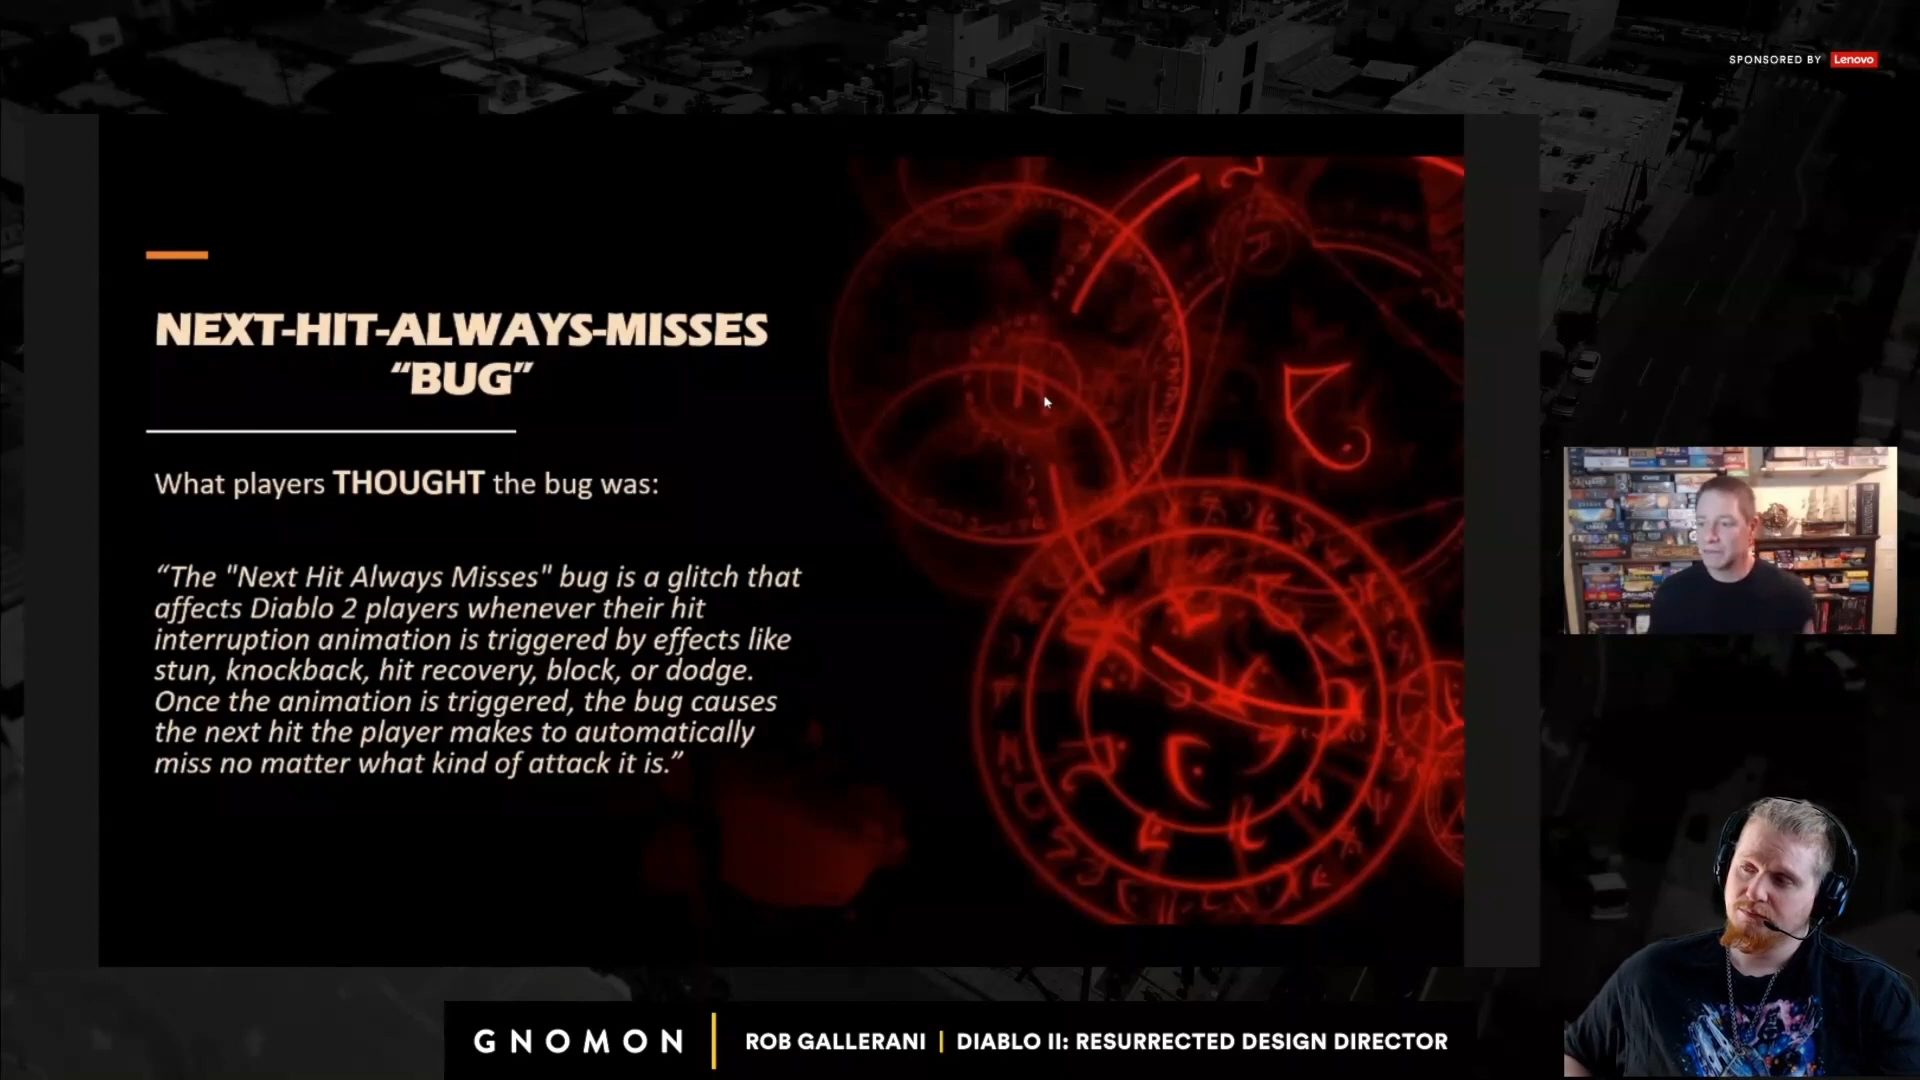 SPONSORED BY Lenovo
NEXT-HIT-ALWAYS-MISSES
“BUG”
What players THOUGHT the bug was:
“The "Next Hit Always Misses" bug is a glitch that
affects Diablo 2 players whenever their hit
interruption animation is triggered by effects like
stun, knockback, hit recovery, block, or dodge.
Once the animation is triggered, the bug causes
the next hit the player makes to automatically
miss no matter what kind of attack it is.”
GNOMON | ROB GALLERANI | DIABLO II: RESURRECTED DESIGN DIRECTOR